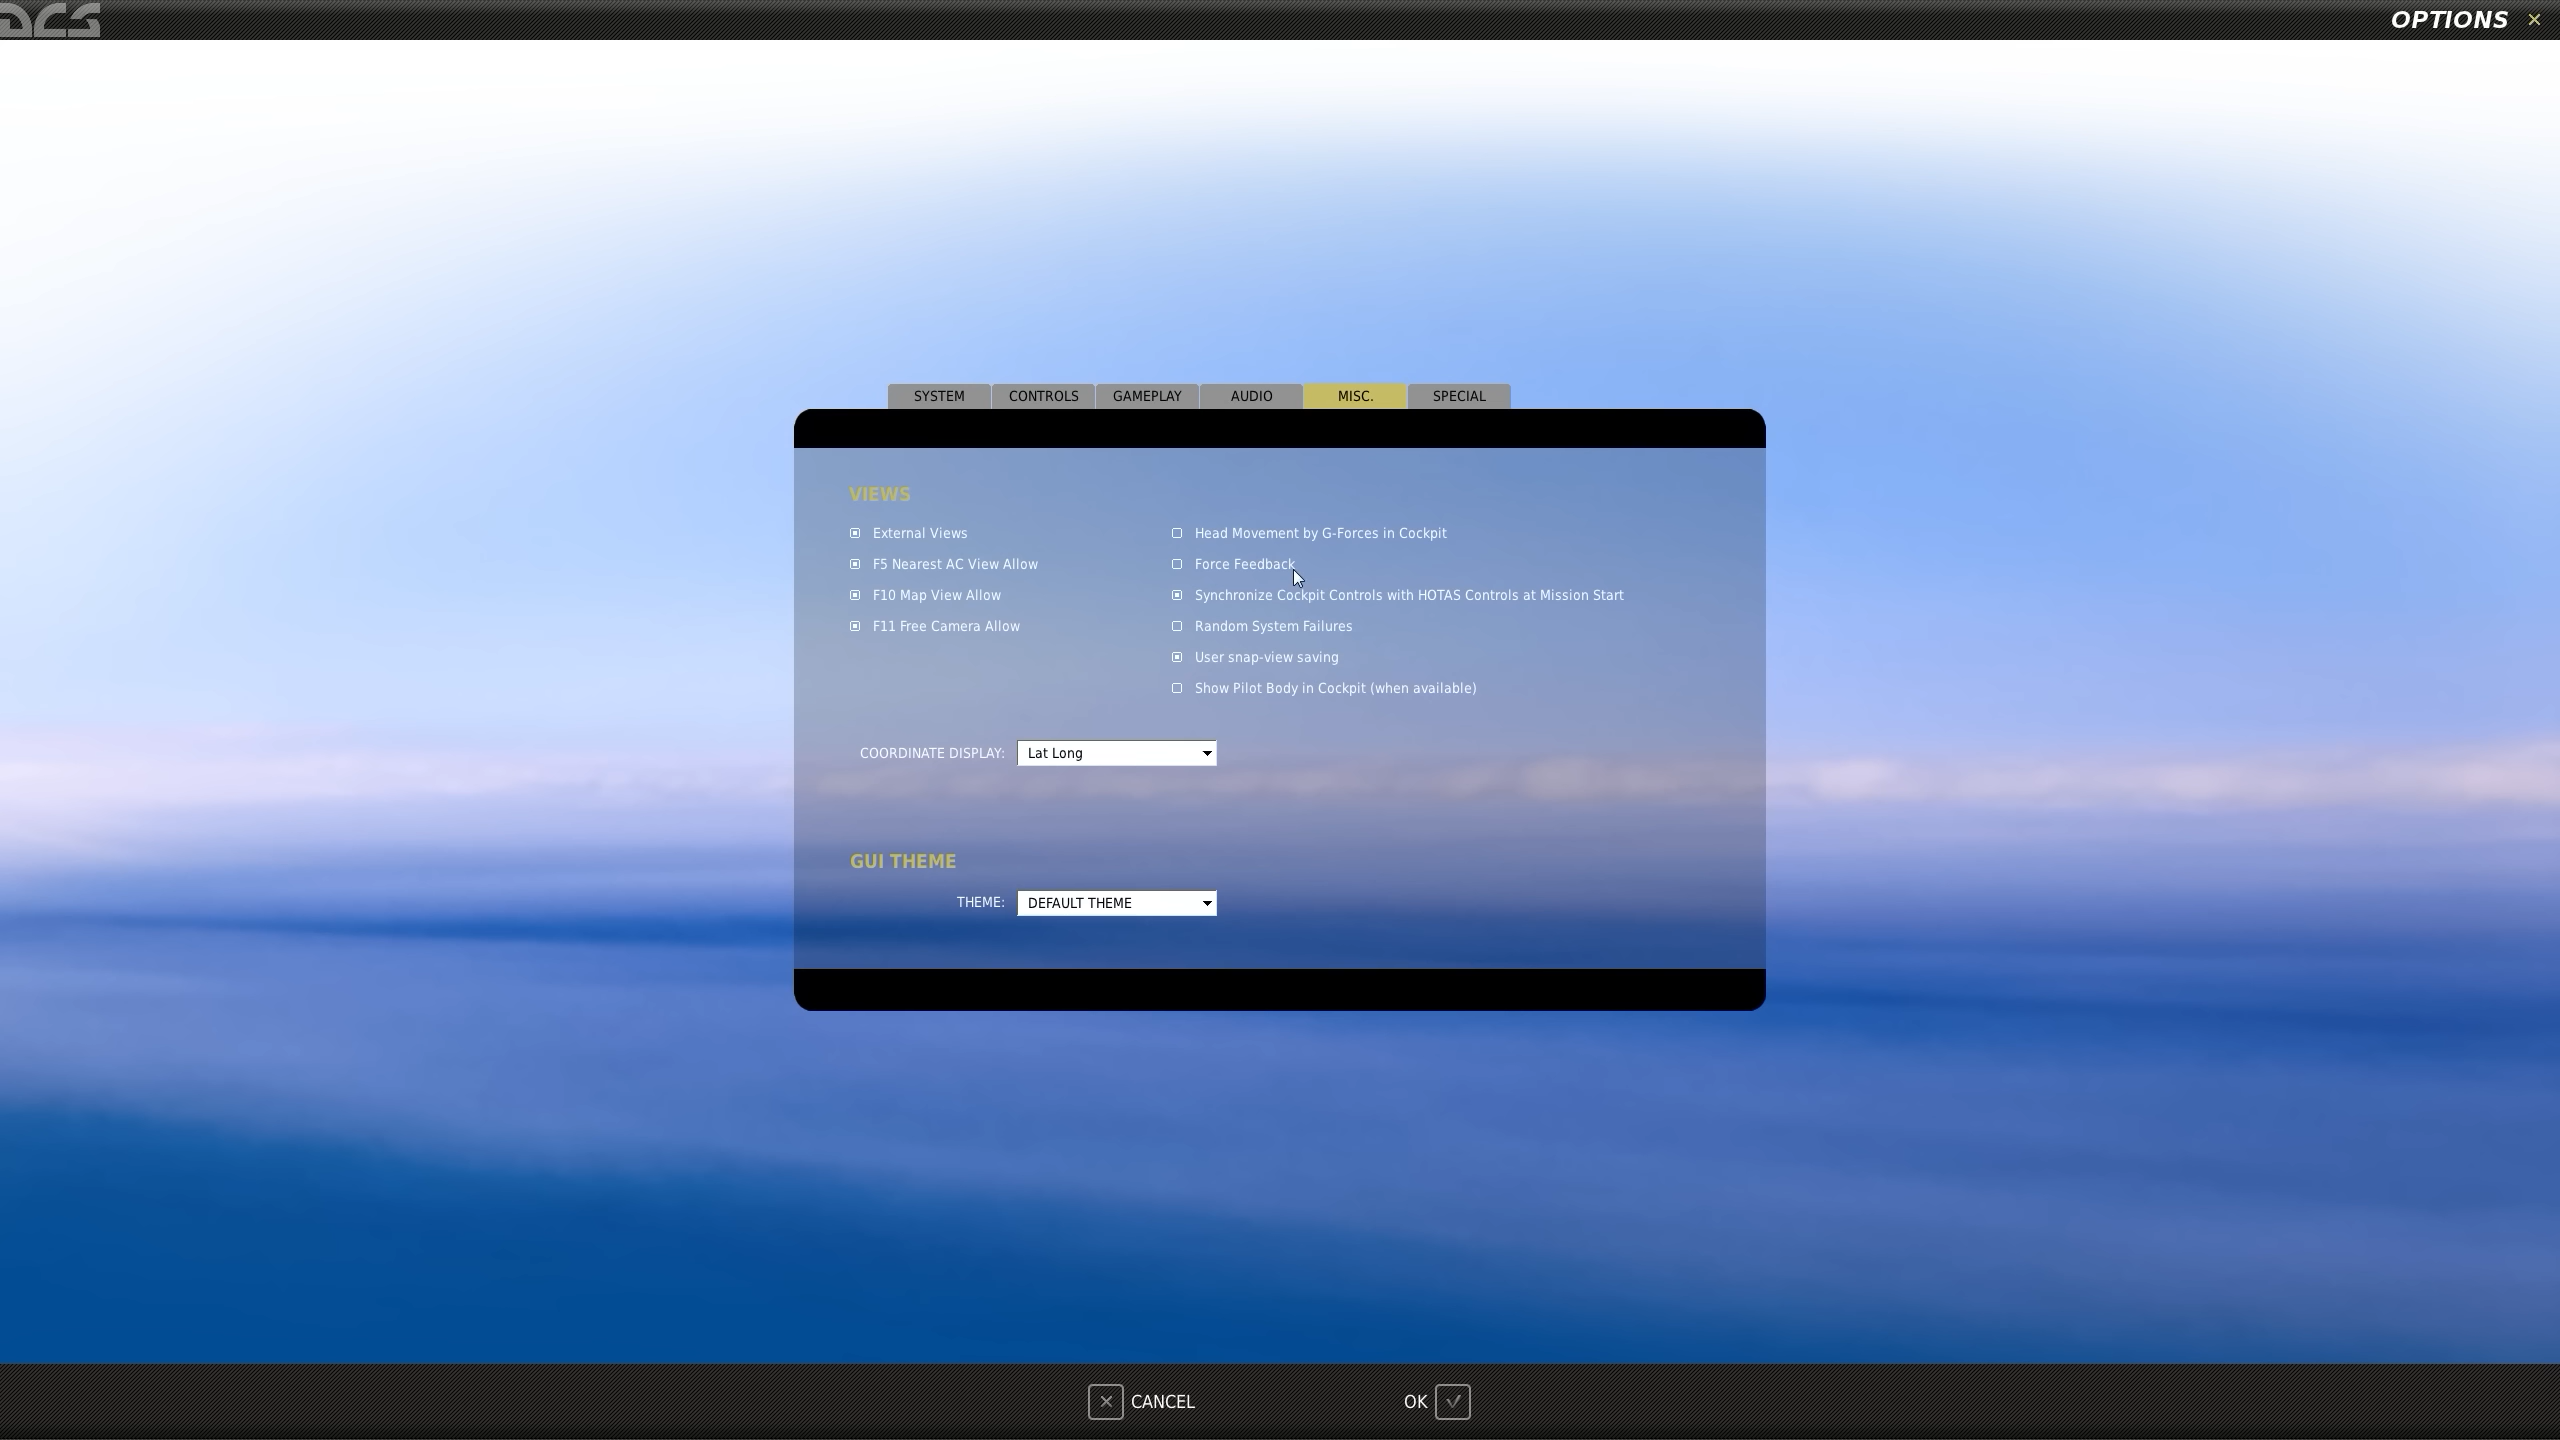 DCS
OPTIONS
SYSTEM CONTROLS GAMEPLAY AUDIO MISC. SPECIAL
VIEWS
External Views
F5 Nearest AC View Allow
F10 Map View Allow
F11 Free Camera Allow
Head Movement by G-Forces in Cockpit
Force Feedback
Synchronize Cockpit Controls with HOTAS Controls at Mission Start
Random System Failures
User snap-view saving
Show Pilot Body in Cockpit (when available)
COORDINATE DISPLAY: Lat Long
GUI THEME
THEME: DEFAULT THEME
CANCEL OK